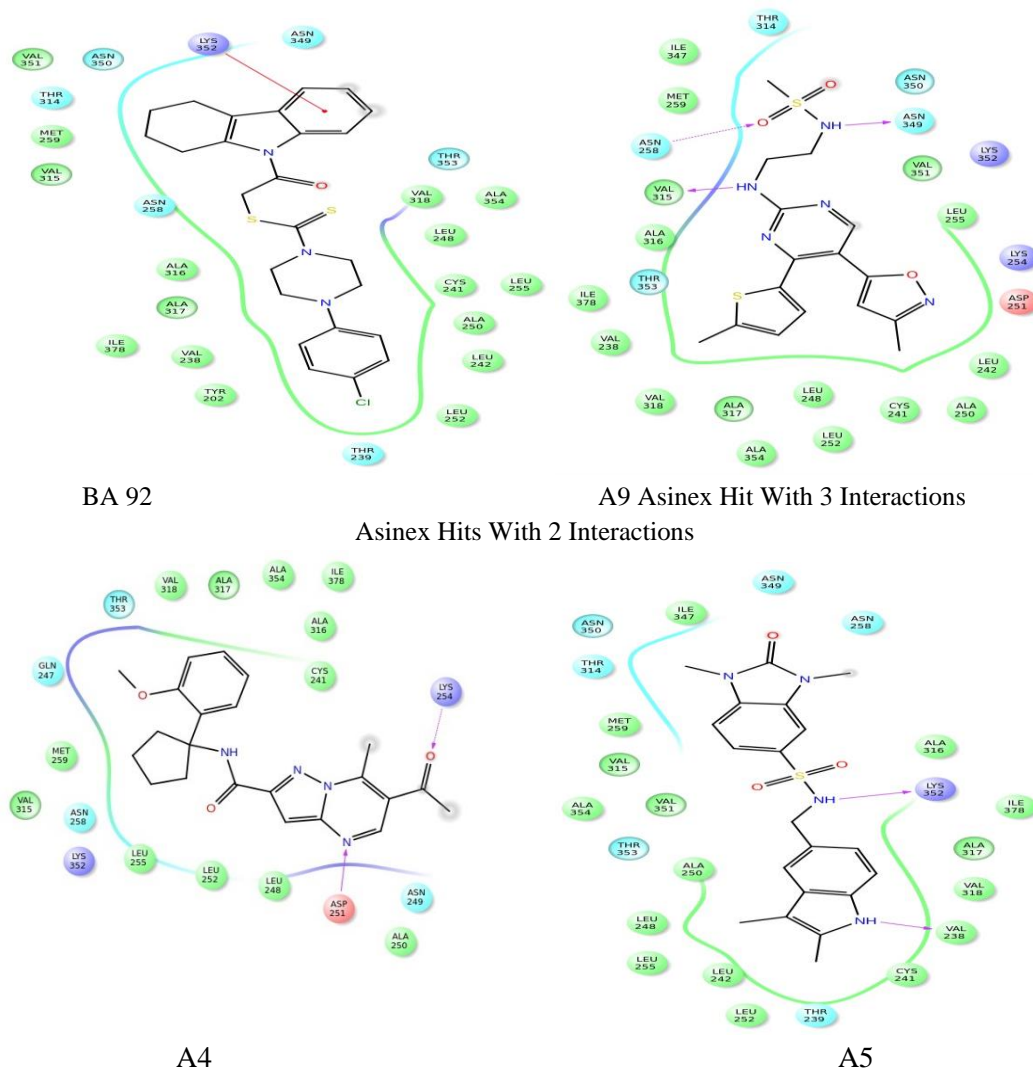 LYS
352
ASN
349
VAL
351
ASN
350
THR
314
MET
259
VAL
315
N
O
THR
353
ASN
258
S
S
VAL
318
ALA
354
LEU
248
N
ALA
316
CYS
241
LEU
255
ALA
317
N
ALA
250
ILE
378
VAL
238
LEU
242
TYR
202
Cl
LEU
252
THR
239
THR
314
ILE
347
O
ASN
350
MET
259
S
O
NH
ASN
349
ASN
258
LYS
352
VAL
351
VAL
315
HN
N
LEU
255
ALA
316
N
LYS
254
THR
353
O
S
N
ASP
251
ILE
378
VAL
238
LEU
242
VAL
318
ALA
317
LEU
248
CYS
241
ALA
250
LEU
252
ALA
354
BA 92
A9 Asinex Hit With 3 Interactions
Asinex Hits With 2 Interactions
VAL
318
ALA
317
ALA
354
ILE
378
THR
353
ALA
316
GLN
247
O
CYS
241
LYS
254
NH
O
MET
259
O
N
N
VAL
315
ASN
258
N
LYS
352
LEU
255
LEU
252
LEU
248
ASP
251
ASN
249
ALA
250
ASN
349
ILE
347
ASN
350
O
ASN
258
THR
314
N
N
MET
259
VAL
315
O
S
O
ALA
316
ALA
354
VAL
351
NH
LYS
352
ILE
378
THR
353
ALA
317
ALA
250
VAL
318
LEU
248
NH
VAL
238
LEU
255
LEU
242
CYS
241
LEU
252
THR
239
A4
A5